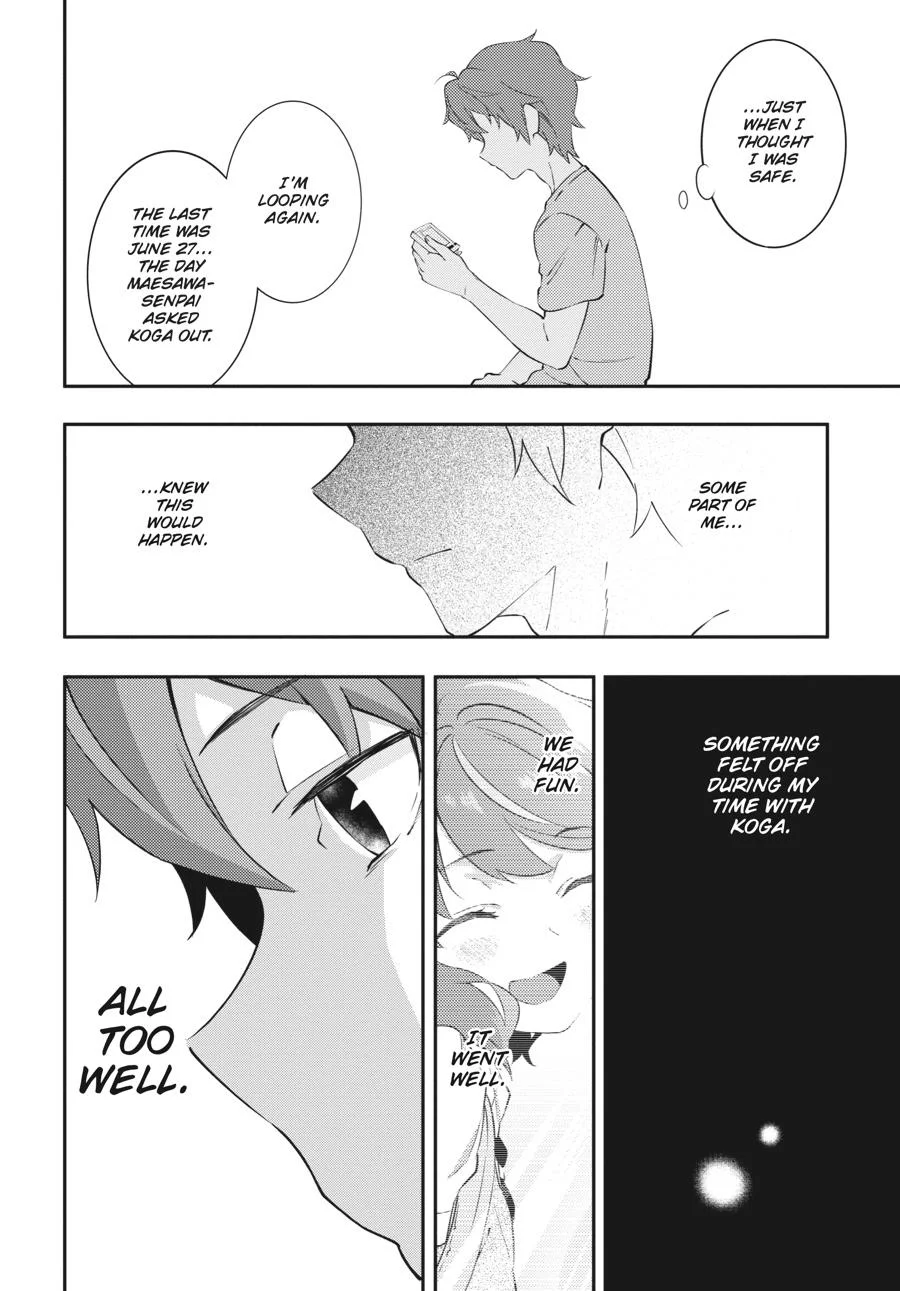 ...JUST
WHEN I
THOUGHT
I WAS
SAFE.
I'M
LOOPING
AGAIN.
THE LAST
TIME WAS
JUNE 27...
THE DAY
MAESAWA-
SENPAI
ASKED
KOGA OUT.
SOME
PART OF
ME...
...KNEW
THIS
WOULD
HAPPEN.
SOMETHING
FELT OFF
DURING MY
TIME WITH
KOGA.
WE
HAD
FUN.
IT
WENT
WELL.
ALL
TOO
WELL.